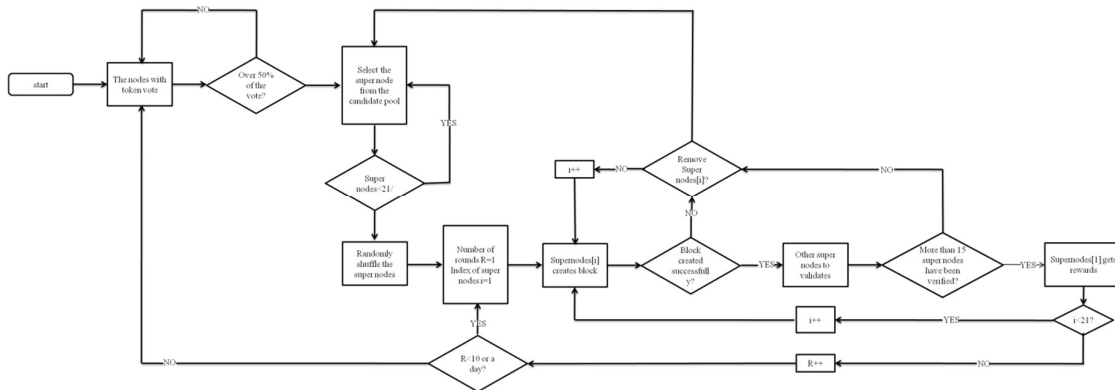 NO
start
The nodes with
token vote
Over 50%
of the
vote?
Select the
super node
from the
candidate pool
YES
Super
nodes<21/
Randomly
shuffle the
super nodes
Number of
rounds R=1
Index of super
nodes i=1
i++
NO
Remove
Super
nodes[i]?
NO
NO
Supernodes[i]
creates block
Block
created
successfull
y?
YES
Other super
nodes to
validates
More than 15
super nodes
have been
verified?
YES
Supernodes[1] gets
rewards
i<21?
YES
i++
YES
NO
R<10 or a
day?
R++
NO